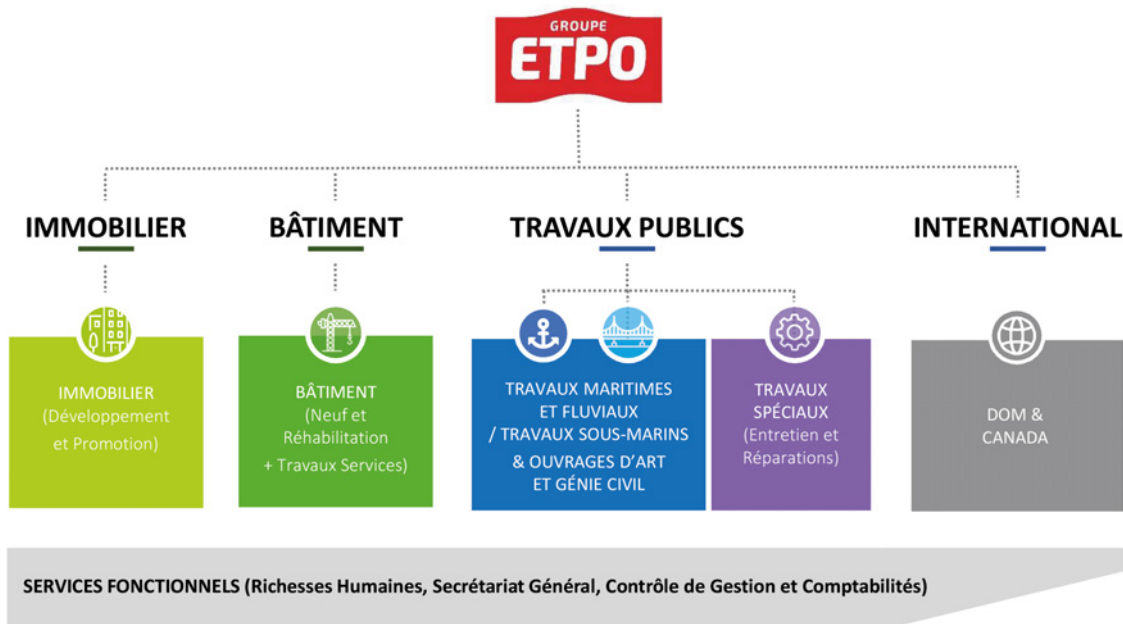 GROUPE
ETPO
IMMOBILIER
BÂTIMENT
TRAVAUX PUBLICS
INTERNATIONAL
IMMOBILIER
(Développement
et Promotion)
BÂTIMENT
(Neuf et
Réhabilitation
+ Travaux Services)
TRAVAUX MARITIMES
ET FLUVIAUX
/ TRAVAUX SOUS-MARINS
& OUVRAGES D'ART
ET GÉNIE CIVIL
TRAVAUX
SPÉCIAUX
(Entretien et
Réparations)
DOM &
CANADA
SERVICES FONCTIONNELS (Richesses Humaines, Secrétariat Général, Contrôle de Gestion et Comptabilités)